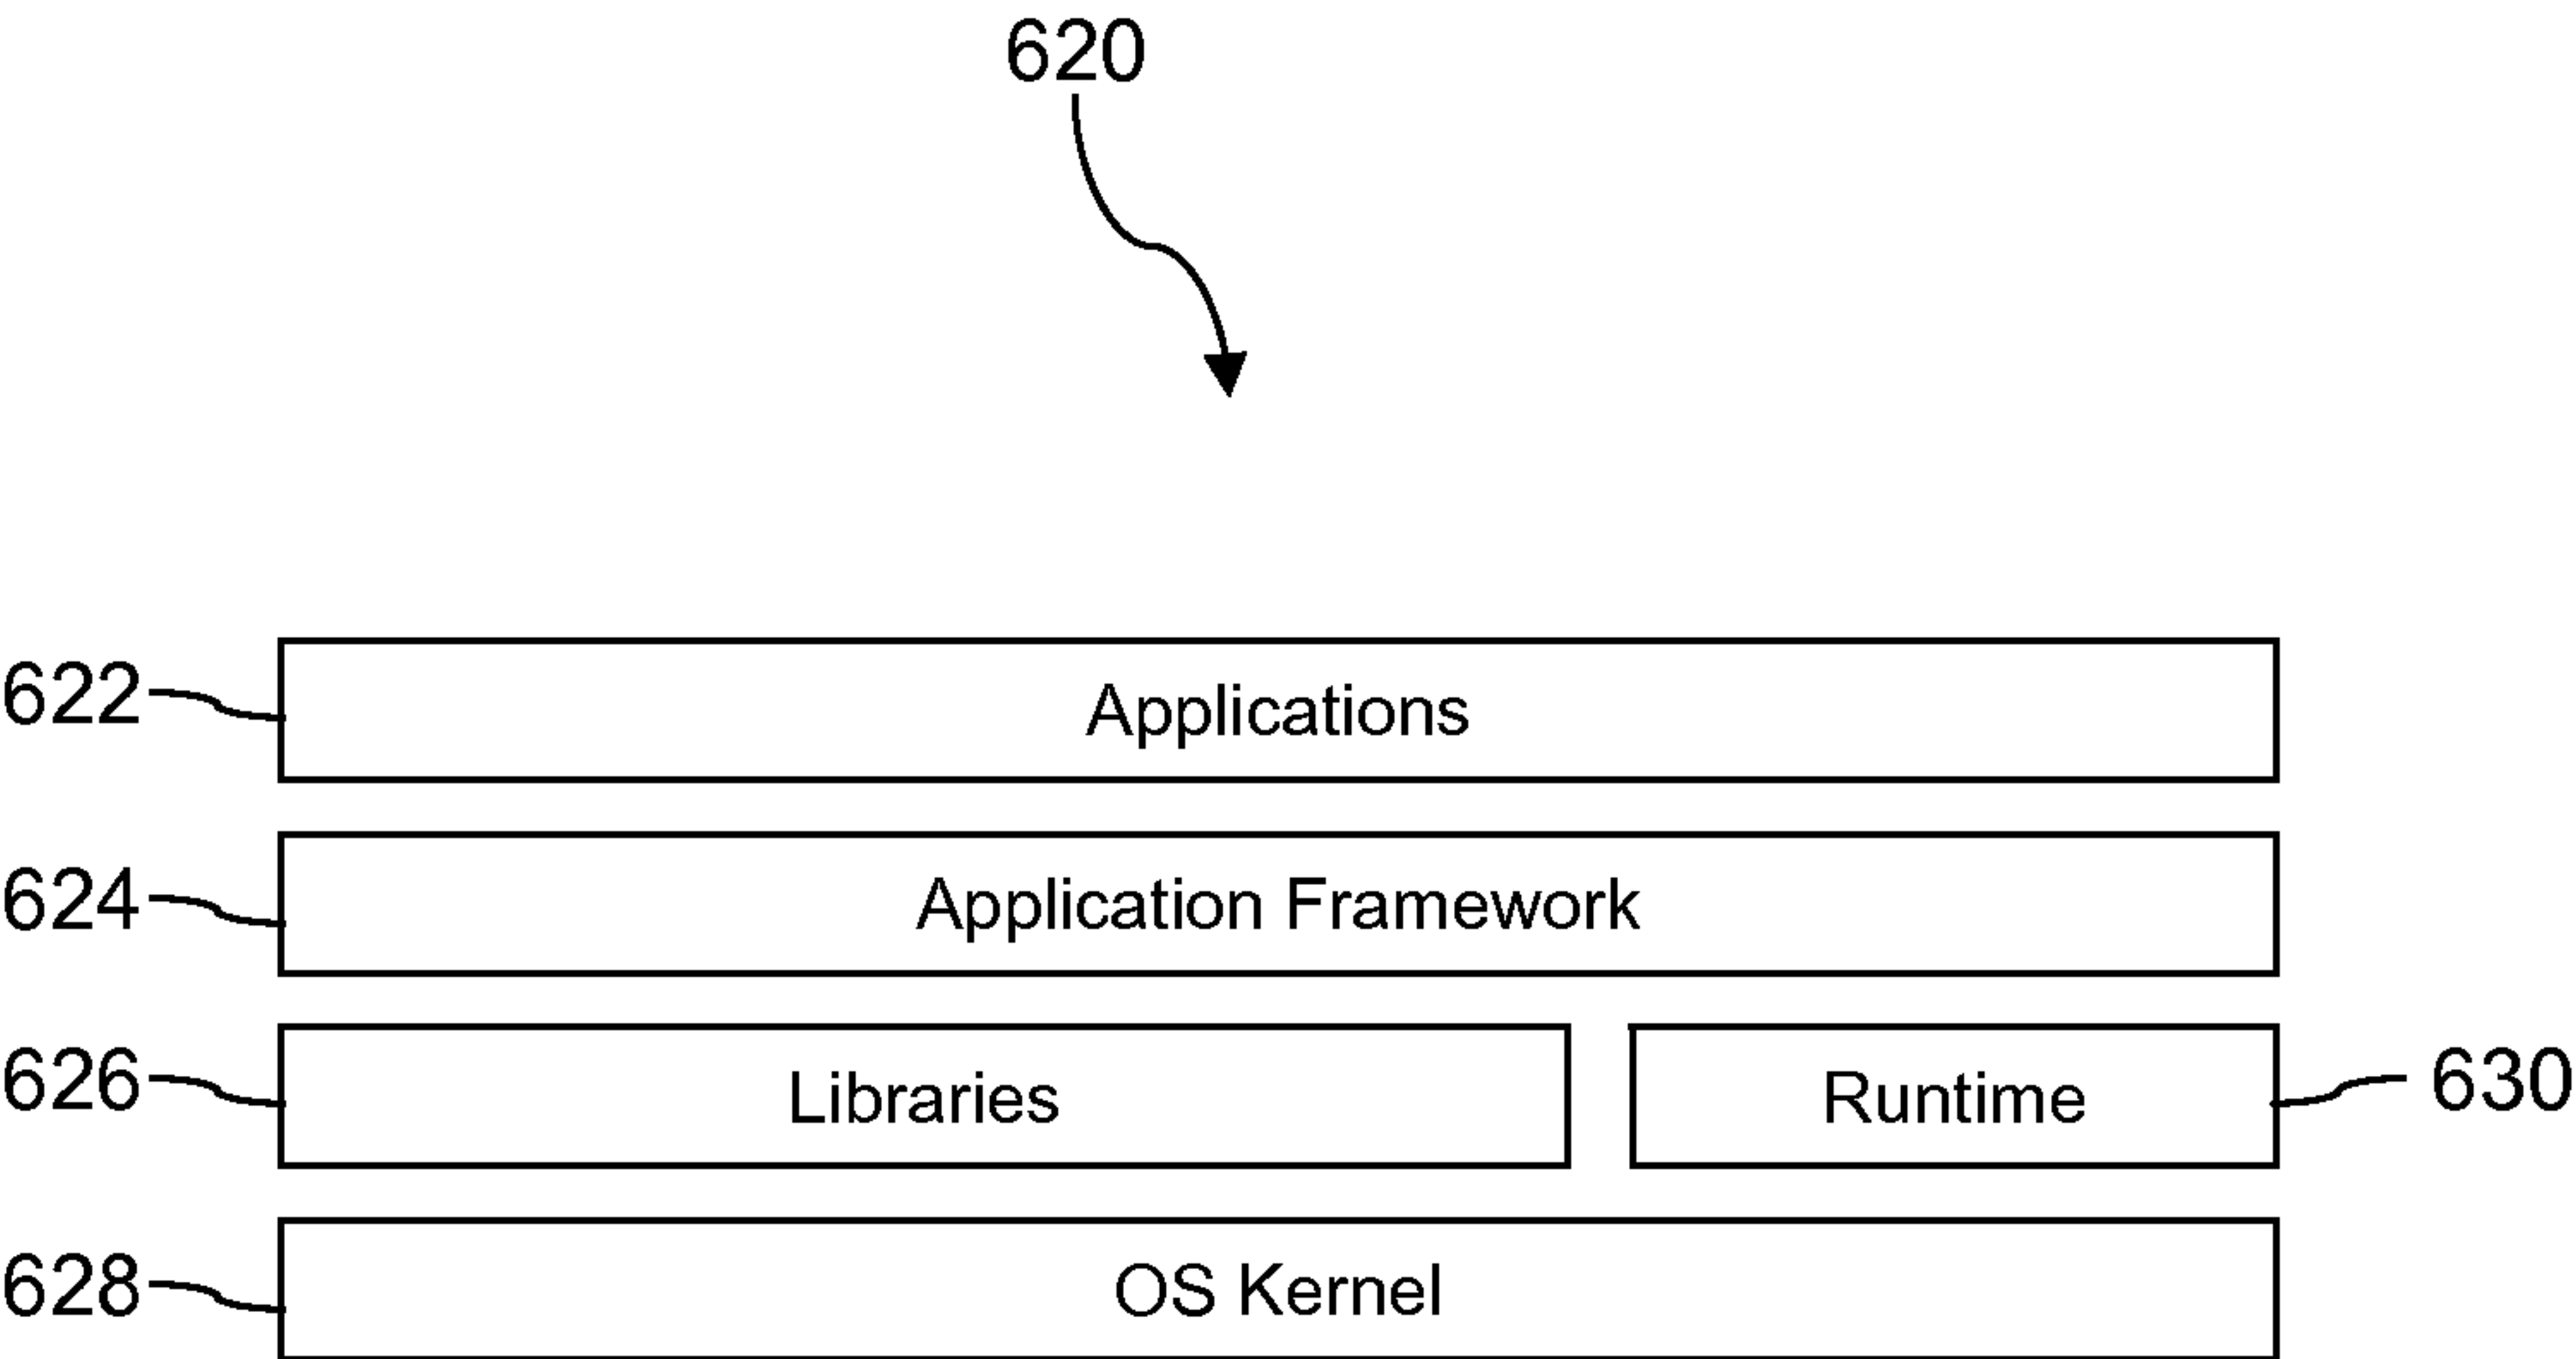 620
622 Applications
624 Application Framework
626 Libraries Runtime 630
628 OS Kernel